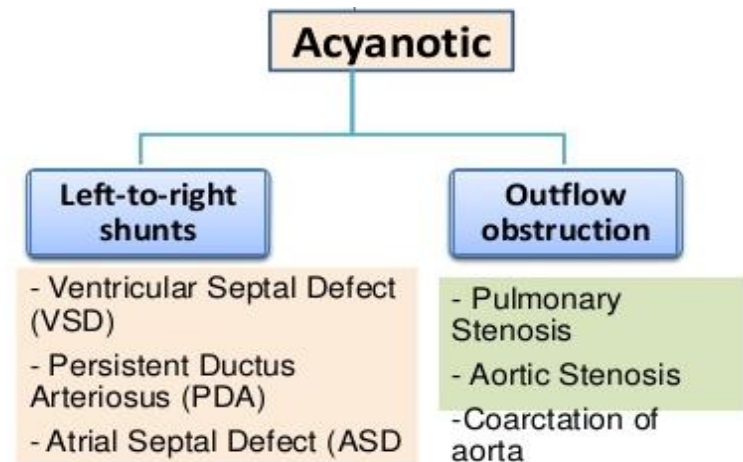 Acyanotic
Left-to-right
shunts
- Ventricular Septal Defect
(VSD)
- Persistent Ductus
Arteriosus (PDA)
- Atrial Septal Defect (ASD
Outflow
obstruction
- Pulmonary
Stenosis
- Aortic Stenosis
-Coarctation of
aorta